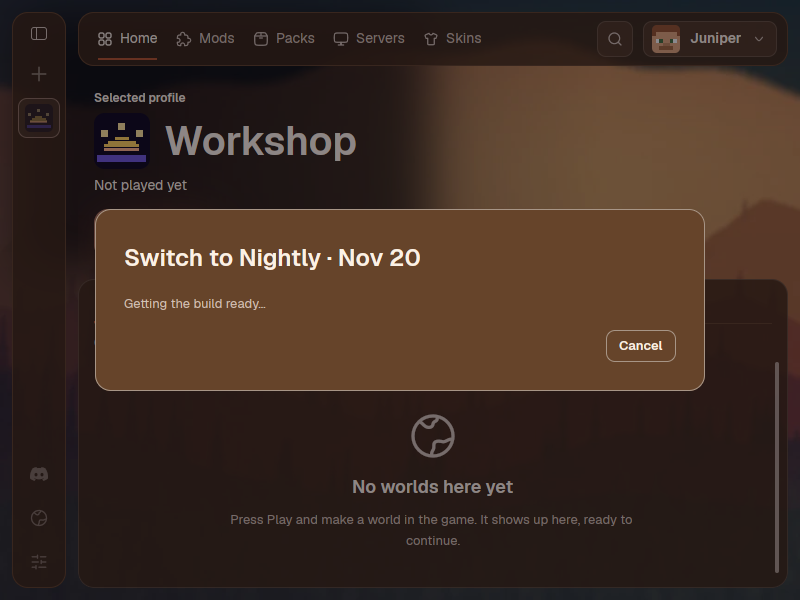 Home
Mods
Packs
Servers
Skins
Juniper
Selected profile
Workshop
Not played yet
Switch to Nightly · Nov 20
Getting the build ready...
Cancel
No worlds here yet
Press Play and make a world in the game. It shows up here, ready to
continue.